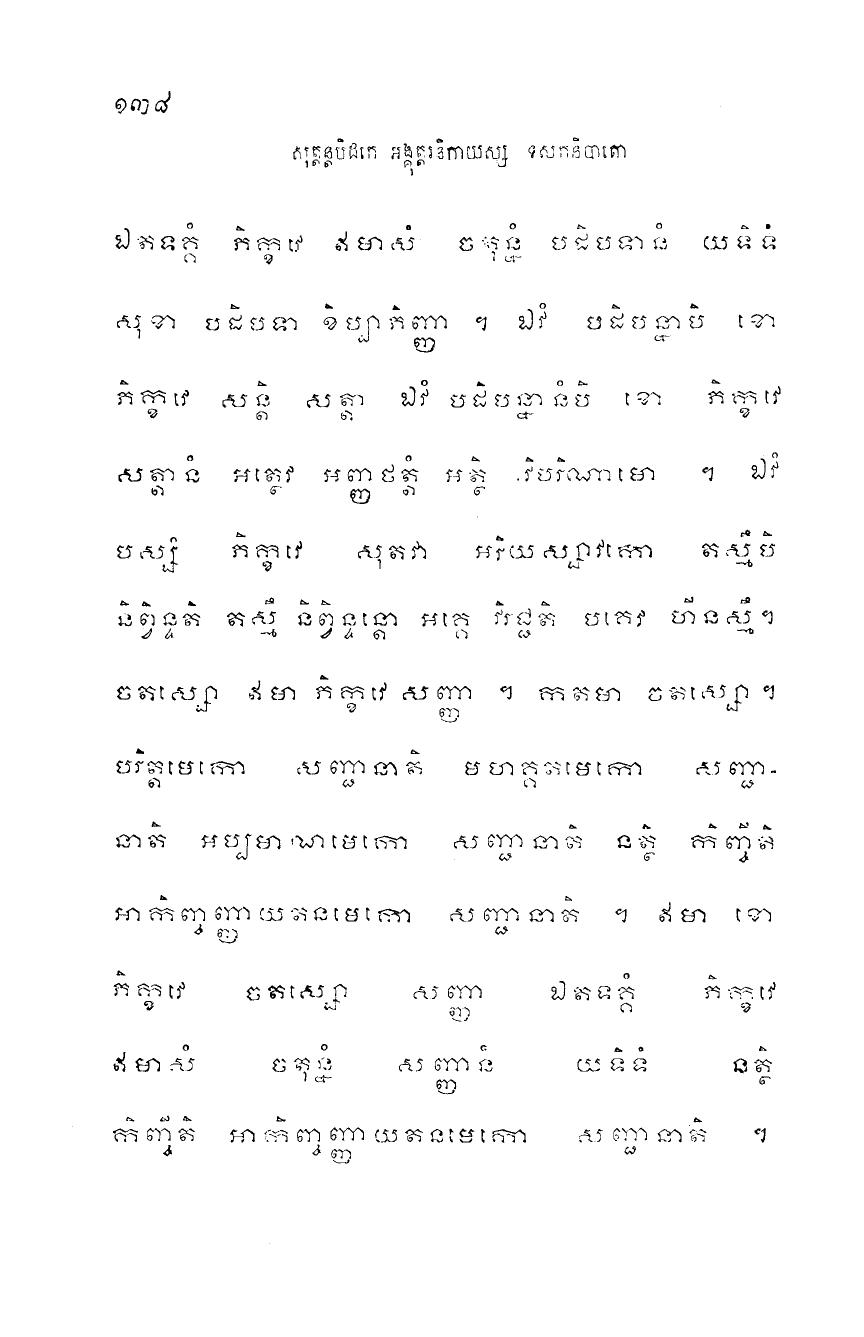 ១៣៨
សុត្តន្តបិដកេ អង្គុត្តរនិកាយស្ស ទសកនិបាតោ
ឯតទគ្គំ ភិក្ខវេ ឥមាសំ ចតុន្នំ បដិបទានំ យទិទំ
សុខា បដិបទា ខិប្បាភិញ្ញា ។ ឯវំ បដិបន្នាបិ ខោ
ភិក្ខវេ សន្តិ សត្តា ឯវំ បដិបន្នានំបិ ខោ ភិក្ខវេ
សត្តានំ អត្ថេវ អញ្ញថត្តំ អត្ថិ វិបរិណាមោ ។ ឯវំ
បស្សំ ភិក្ខវេ សុតវា អរិយស្សាវកោ តស្មឹបិ
និព្វិន្ទតិ តស្មឹ និព្វិន្ទន្តោ អគ្គេ វិរជ្ជតិ បគេវ ហីនស្មឹ។
ចតស្សោ ឥមា ភិក្ខវេ សញ្ញា ។ កតមា ចតស្សោ។
បរិត្តមេកោ សញ្ជានាតិ មហគ្គតមេកោ សញ្ជា-
នាតិ អប្បមាណមេកោ សញ្ជានាតិ នត្ថិ កិញ្ចីតិ
អាកិញ្ចញ្ញាយតនមេកោ សញ្ជានាតិ ។ ឥមា ខោ
ភិក្ខវេ ចតស្សោ សញ្ញា ឯតទគ្គំ ភិក្ខវេ
ឥមាសំ ចតុន្នំ សញ្ញានំ យទិទំ នត្ថិ
កិញ្ចីតិ អាកិញ្ចញ្ញាយតនមេកោ សញ្ជានាតិ ។